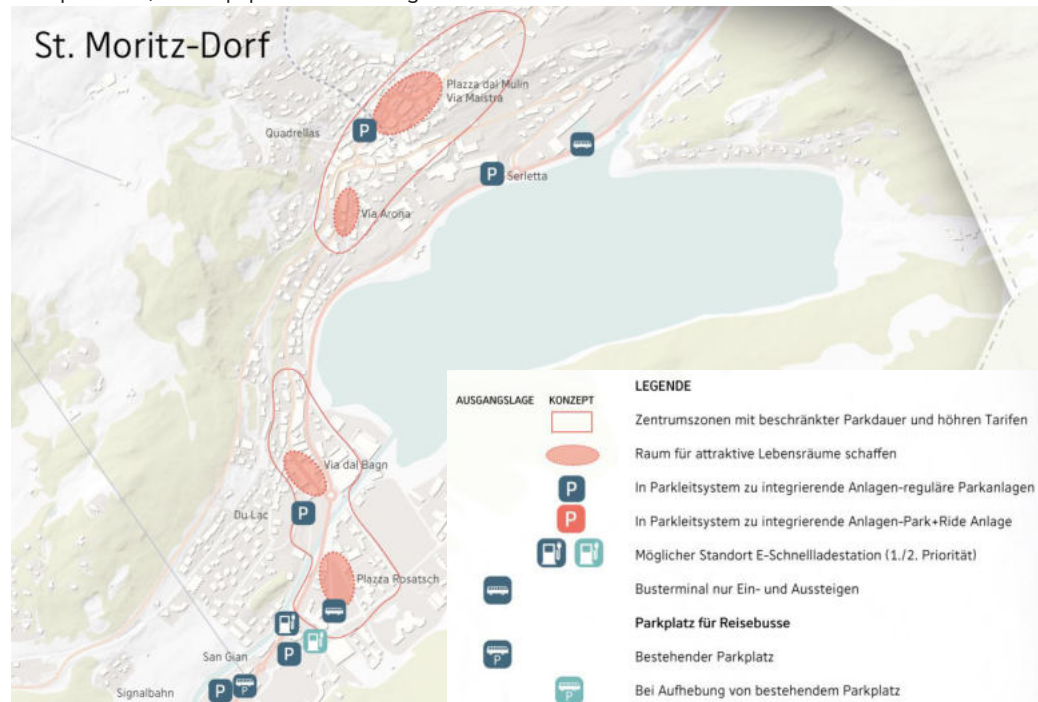 St. Moritz-Dorf
Plazza dal Mulin
Via Maistra
Quadrellas
P
P
Serletta
Via Arona
Via dal Bagn
Du Lac
P
Plazza Rosatsch
San Gian
P
Signalbahn
P
P
LEGENDE
AUSGANGSLAGE KONZEPT
Zentrumszonen mit beschränkter Parkdauer und höhren Tarifen
Raum für attraktive Lebensräume schaffen
P In Parkleitsystem zu integrierende Anlagen-reguläre Parkanlagen
P In Parkleitsystem zu integrierende Anlagen-Park+Ride Anlage
Möglicher Standort E-Schnellladestation (1./2. Priorität)
Busterminal nur Ein- und Aussteigen
Parkplatz für Reisebusse
P Bestehender Parkplatz
P Bei Aufhebung von bestehendem Parkplatz